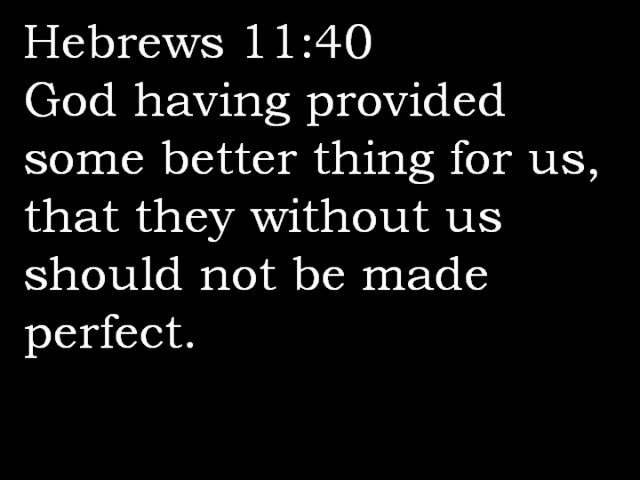 Hebrews 11:40
God having provided
some better thing for us,
that they without us
should not be made
perfect.